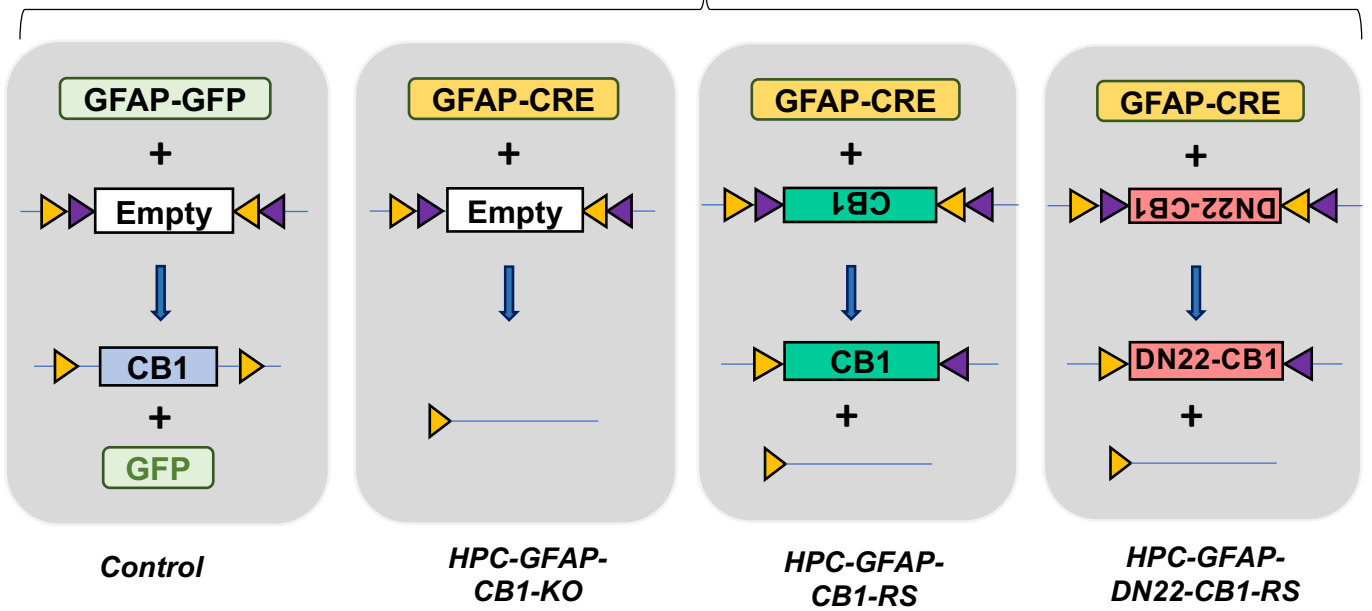 GFAP-GFP
+
Empty
CB1
+
GFP
Control
GFAP-CRE
+
Empty
HPC-GFAP-
CB1-KO
GFAP-CRE
+
CB1
CB1
+
HPC-GFAP-
CB1-RS
GFAP-CRE
+
DN22-CB1
DN22-CB1
+
HPC-GFAP-
DN22-CB1-RS